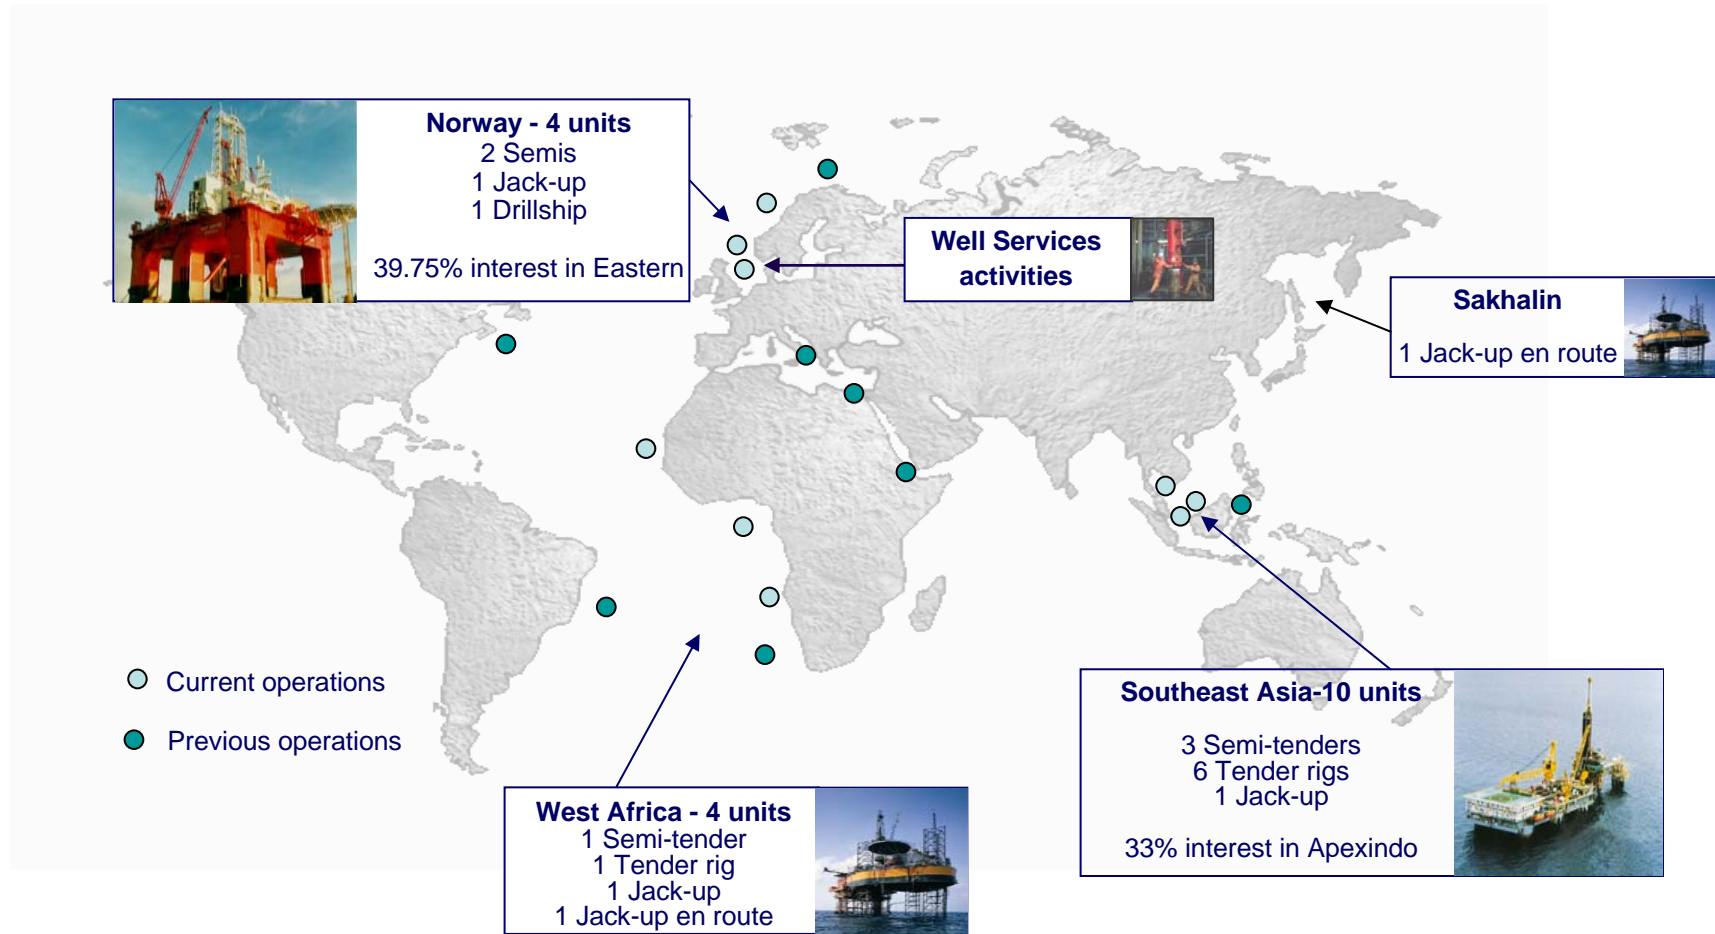 Norway - 4 units
2 Semis
1 Jack-up
1 Drillship
39.75% interest in Eastern
Well Services
activities
Sakhalin
1 Jack-up en route
Current operations
Previous operations
West Africa - 4 units
1 Semi-tender
1 Tender rig
1 Jack-up
1 Jack-up en route
Southeast Asia-10 units
3 Semi-tenders
6 Tender rigs
1 Jack-up
33% interest in Apexindo